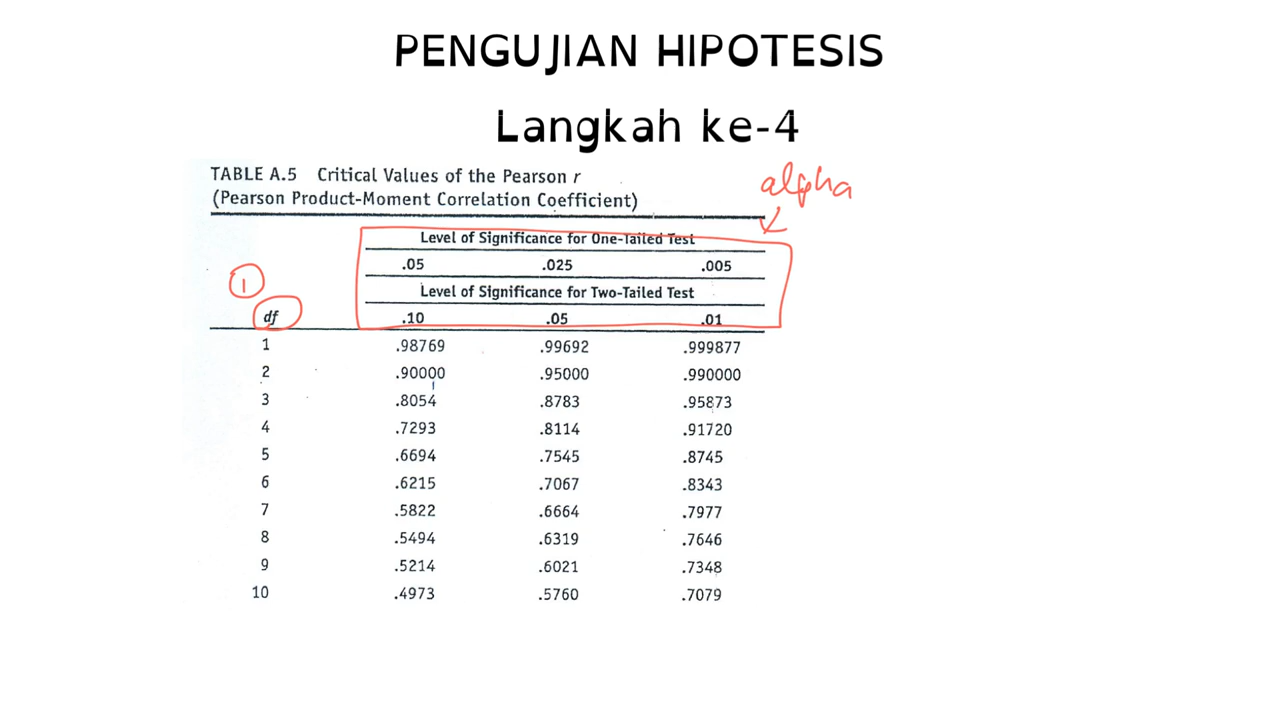 PENGUJIAN HIPOTESIS
Langkah ke-4
TABLE A.5 Critical Values of the Pearson r
(Pearson Product-Moment Correlation Coefficient)
alpha
Level of Significance for One-Tailed Test
.05 .025 .005
1
Level of Significance for Two-Tailed Test
df .10 .05 .01
1 .98769 .99692 .999877
2 .90000 .95000 .990000
3 .8054 .8783 .95873
4 .7293 .8114 .91720
5 .6694 .7545 .8745
6 .6215 .7067 .8343
7 .5822 .6664 .7977
8 .5494 .6319 .7646
9 .5214 .6021 .7348
10 .4973 .5760 .7079